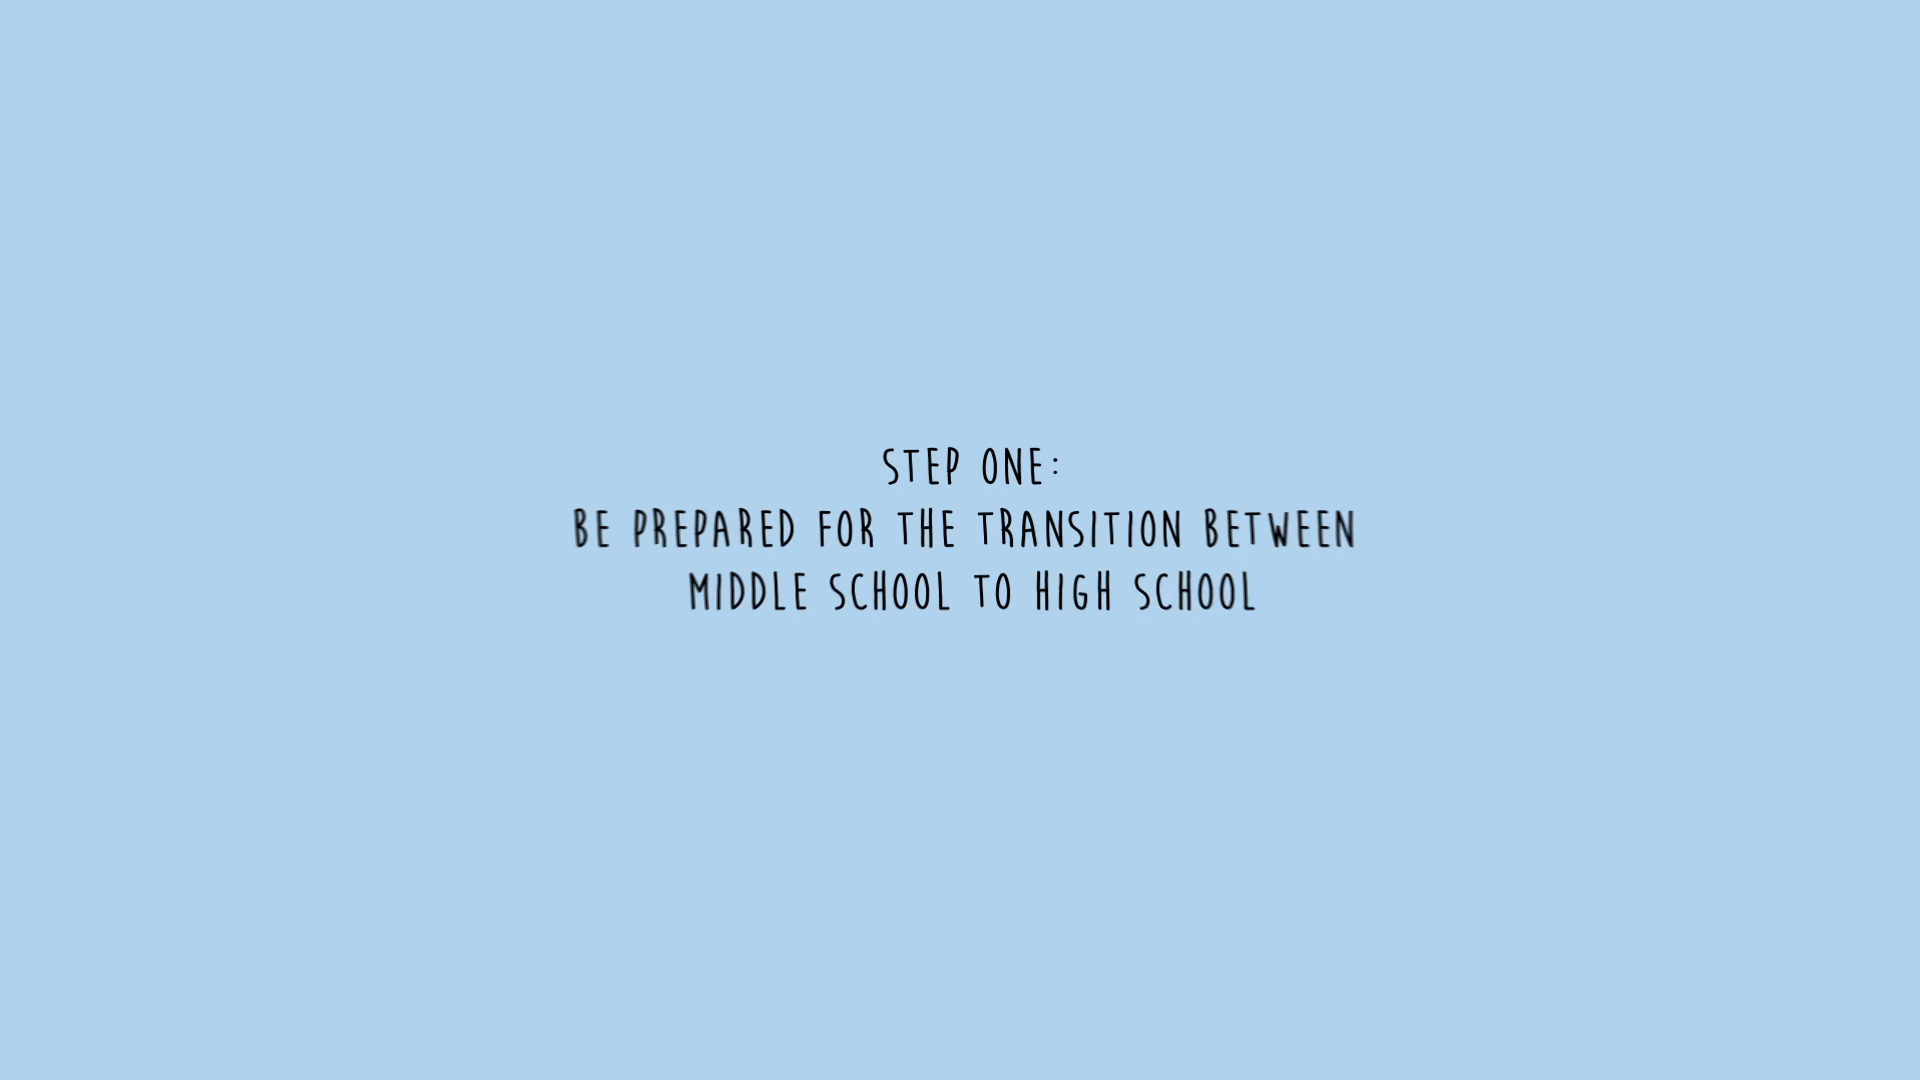 STEP ONE:
BE PREPARED FOR THE TRANSITION BETWEEN
MIDDLE SCHOOL TO HIGH SCHOOL